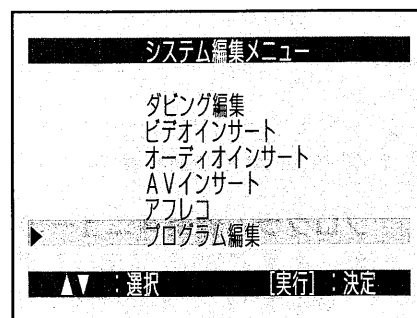 システム編集メニュー
ダビング編集
ビデオインサート
オーディオインサート
AVインサート
アフレコ
▶ プログラム編集
▲▼ :選択 [実行] :決定